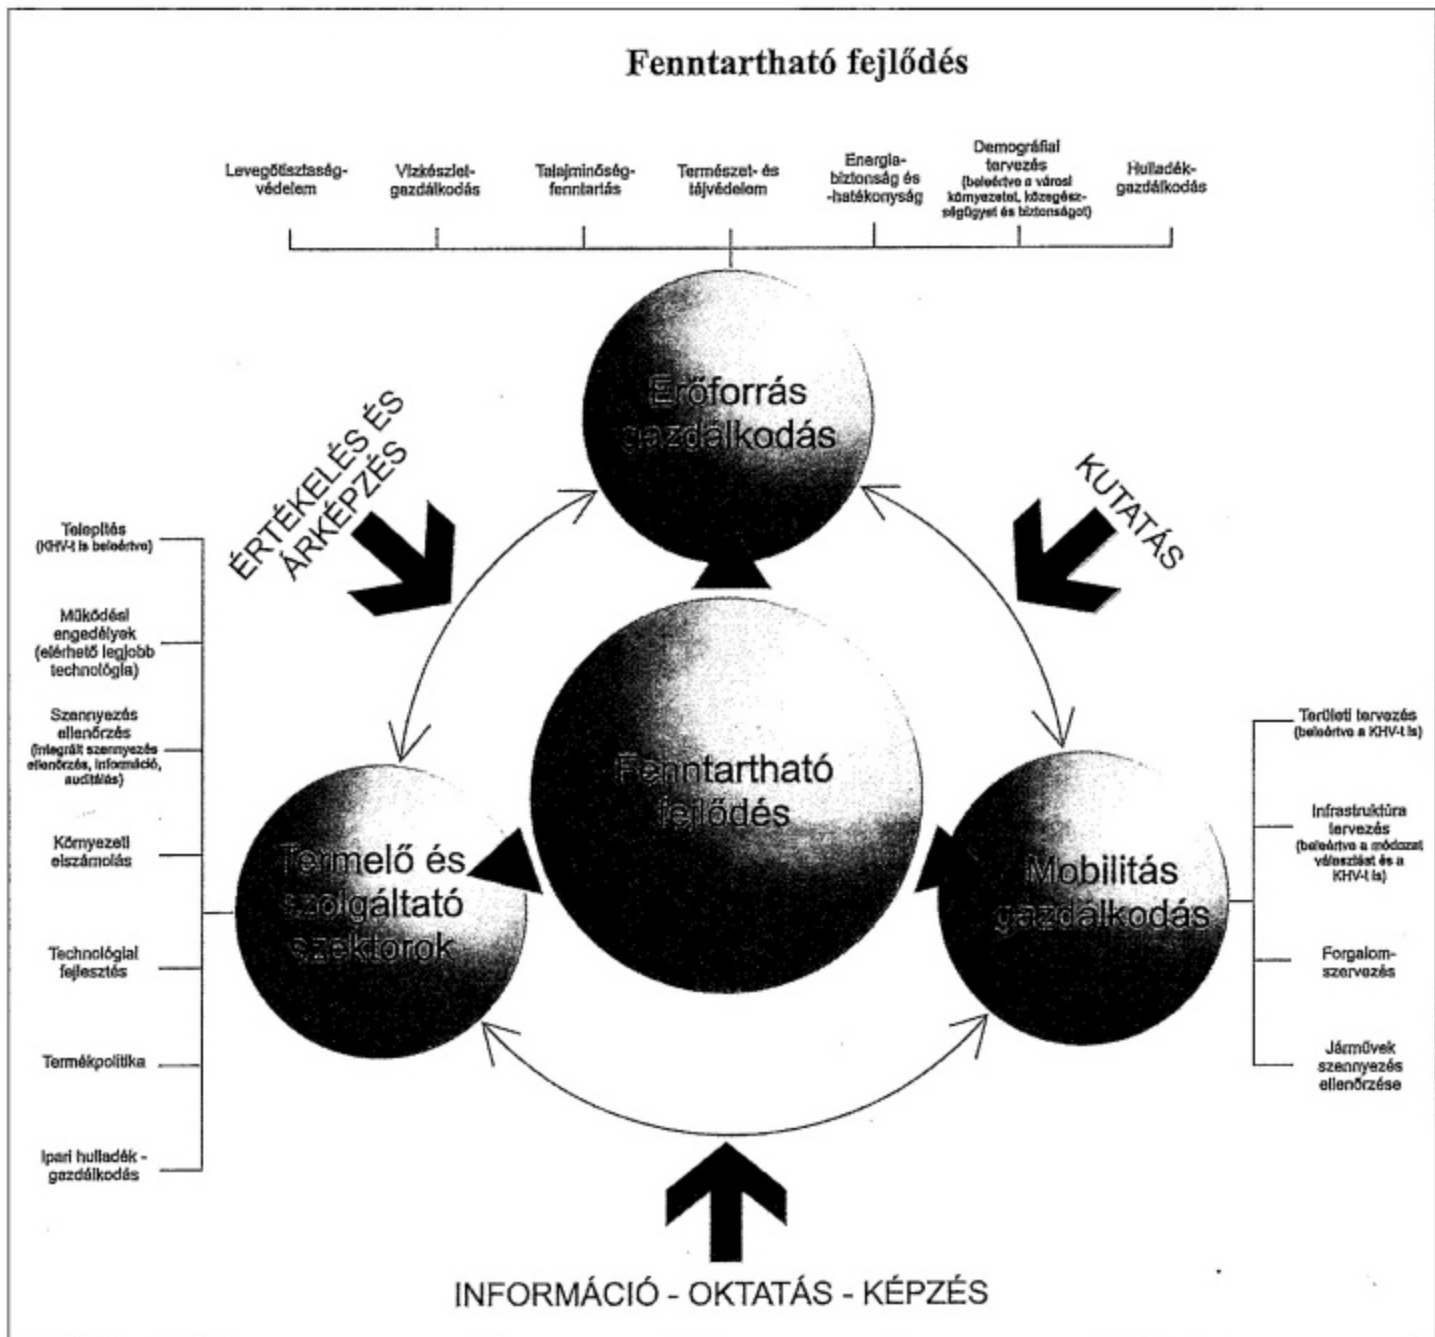 Fenntartható fejlődés
Levegőtisztaság-
védelem
Vízkészlet-
gazdálkodás
Talajminőség-
fenntartás
Természet- és
tájvédelem
Energia-
biztonság és
-hatékonyság
Demográfiai
tervezés
(beleértve a városi
környezetet, közegész-
ségügyet és biztonságot)
Hulladék-
gazdálkodás
Erőforrás
gazdálkodás
ÉRTÉKELÉS ÉS
ÁRKÉPZÉS
KUTATÁS
Telepítés
(KHV-t is beleértve)
Működési
engedélyek
(elérhető legjobb
technológia)
Szennyezés
ellenőrzés
(integrált szennyezés
ellenőrzés, információ,
auditálás)
Környezeti
elszámolás
Technológiai
fejlesztés
Termékpolitika
Ipari hulladék -
gazdálkodás
Termelő és
szolgáltató
szektorok
Fenntartható
fejlődés
Mobilitás
gazdálkodás
Területi tervezés
(beleértve a KHV-t is)
Infrastruktúra
tervezés
(beleértve a módozat
választást és a
KHV-t is)
Forgalom-
szervezés
Járművek
szennyezés
ellenőrzése
INFORMÁCIÓ - OKTATÁS - KÉPZÉS